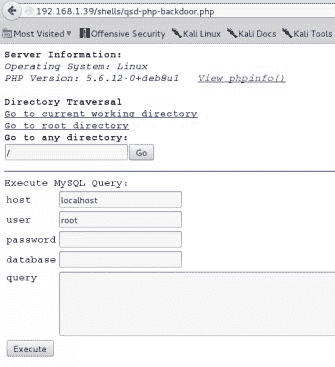 192.168.1.39/shells/qsd-php-backdoor.php
Most Visited Offensive Security Kali Linux Kali Docs Kali Tools
Server Information:
Operating System: Linux
PHP Version: 5.6.12-0+deb8u1 View phpinfo()
Directory Traversal
Go to current working directory
Go to root directory
Go to any directory:
/ Go
Execute MySQL Query:
host localhost
user root
password
database
query
Execute